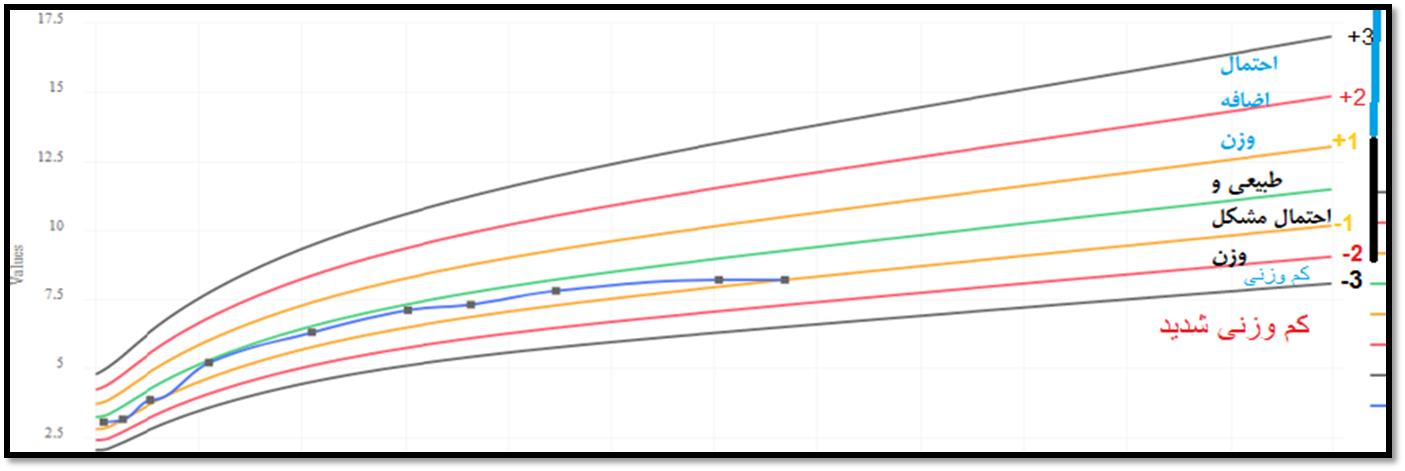 17.5
15
12.5
10
7.5
5
2.5
Values
+3
احتمال
+2
اضافه
+1
وزن
طبیعی و
احتمال مشکل
-1
وزن
-2
کم وزنی
-3
کم وزنی شدید